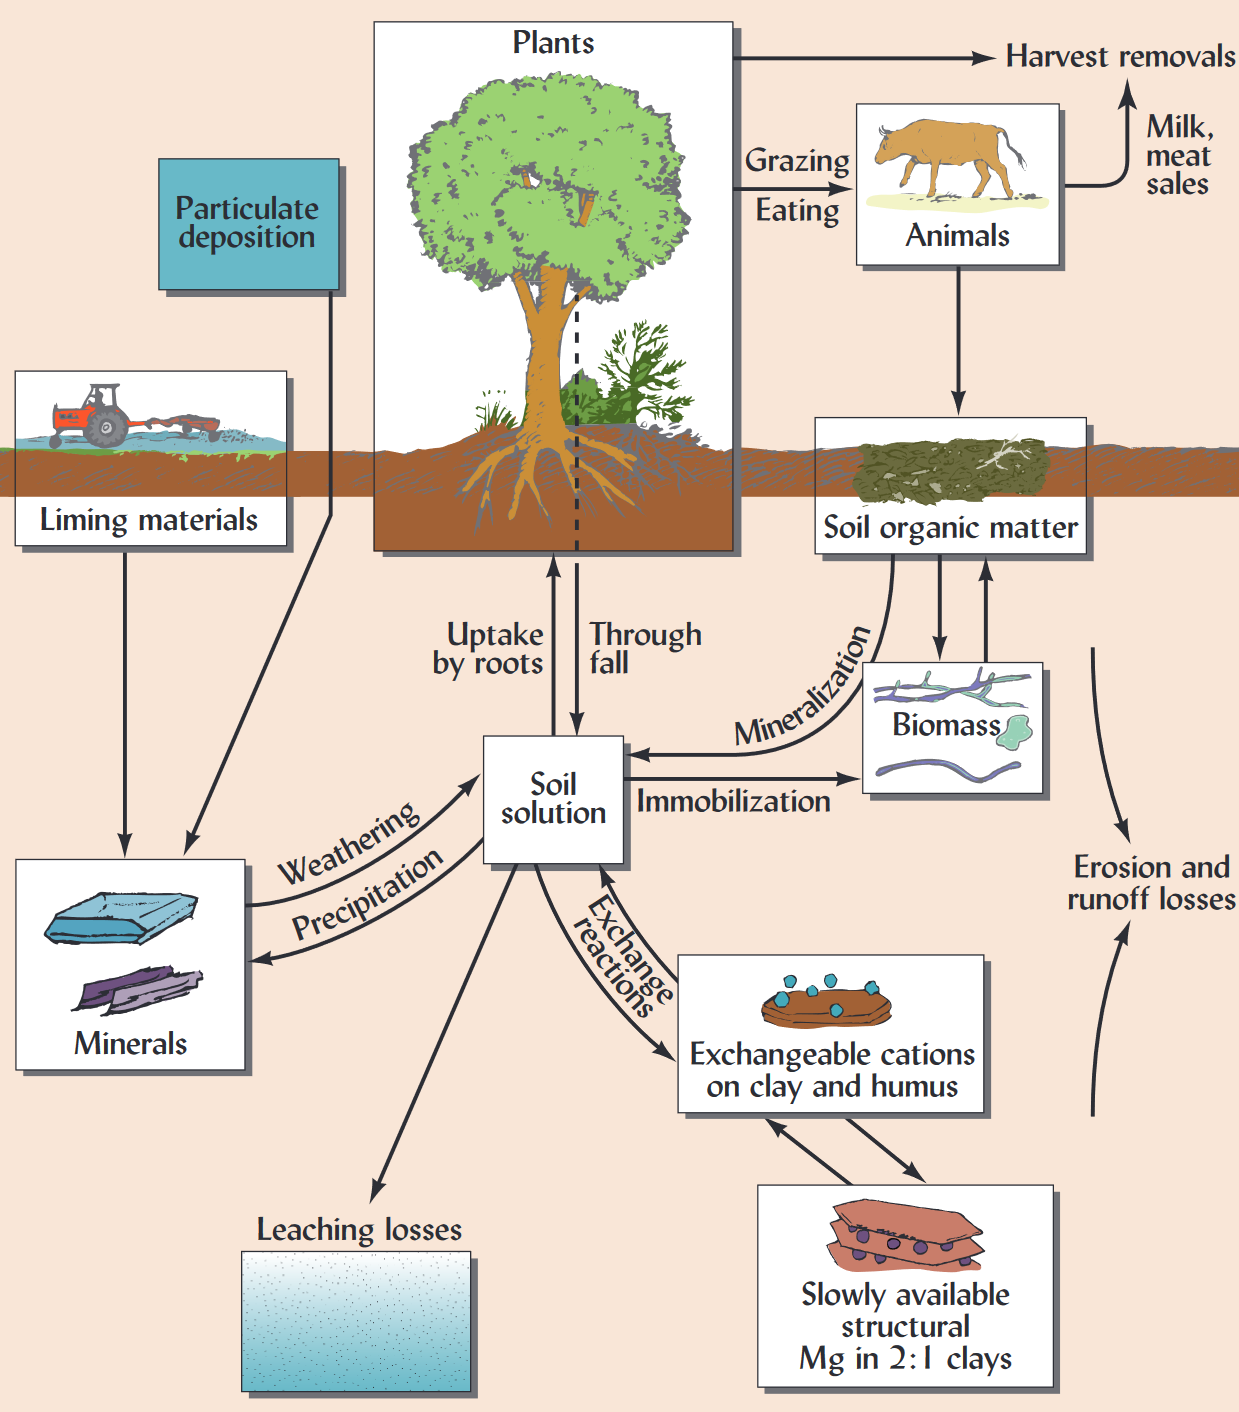 Plants
Harvest removals
Milk,
meat
sales
Grazing
Eating
Animals
Particulate
deposition
Liming materials
Soil organic matter
Uptake
by roots
Through
fall
Mineralization
Biomass
Soil
solution
Immobilization
Weathering
Precipitation
Exchange
reactions
Erosion and
runoff losses
Minerals
Exchangeable cations
on clay and humus
Leaching losses
Slowly available
structural
Mg in 2:1 clays